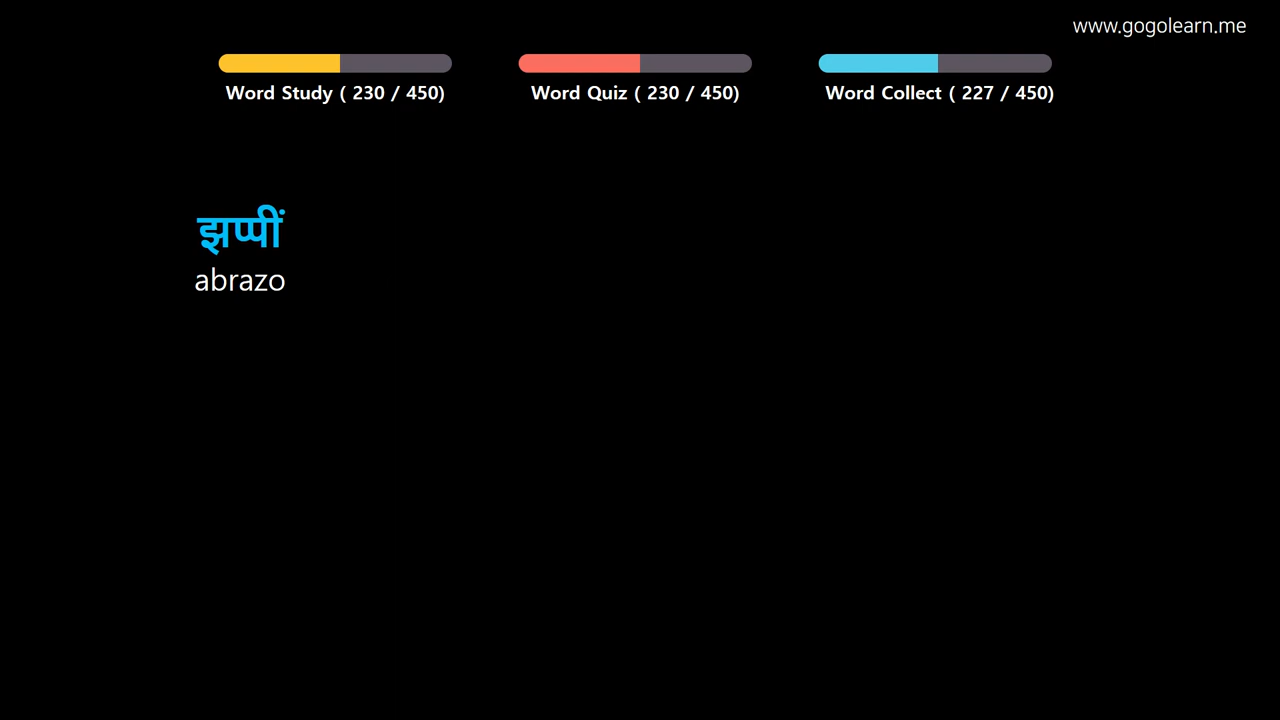 www.gogolearn.me
Word Study ( 230 / 450)
Word Quiz ( 230 / 450)
Word Collect ( 227 / 450)
झप्पीं
abrazo